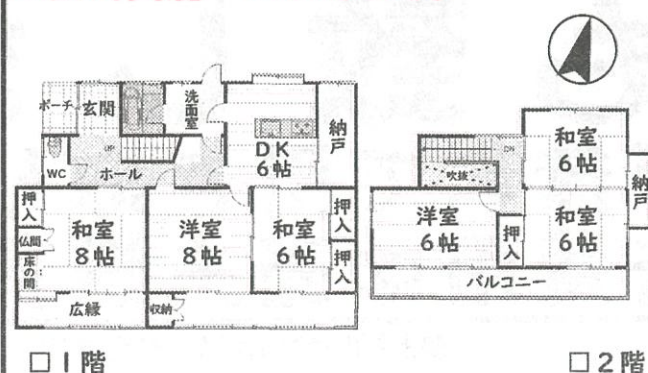 ポーチ
玄関
洗面室
DK
6帖
納戸
UP
WC
ホール
押入
仏間
床の間
和室
8帖
洋室
8帖
和室
6帖
押入
押入
広縁
収納
DN
吹抜
和室
6帖
納戸
洋室
6帖
押入
和室
6帖
バルコニー
□1階
□2階